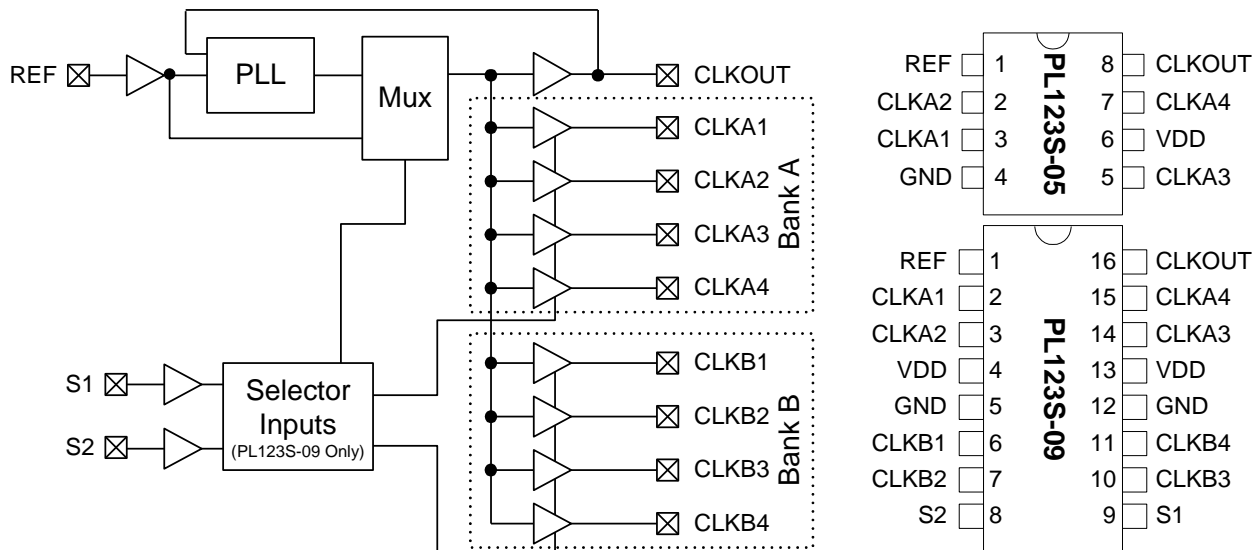 REF
PLL
Mux
CLKOUT
CLKA1
CLKA2
CLKA3
CLKA4
Bank A
S1
S2
Selector
Inputs
(PL123S-09 Only)
CLKB1
CLKB2
CLKB3
CLKB4
Bank B
PL123S-05
REF 1 8 CLKOUT
CLKA2 2 7 CLKA4
CLKA1 3 6 VDD
GND 4 5 CLKA3
PL123S-09
REF 1 16 CLKOUT
CLKA1 2 15 CLKA4
CLKA2 3 14 CLKA3
VDD 4 13 VDD
GND 5 12 GND
CLKB1 6 11 CLKB4
CLKB2 7 10 CLKB3
S2 8 9 S1